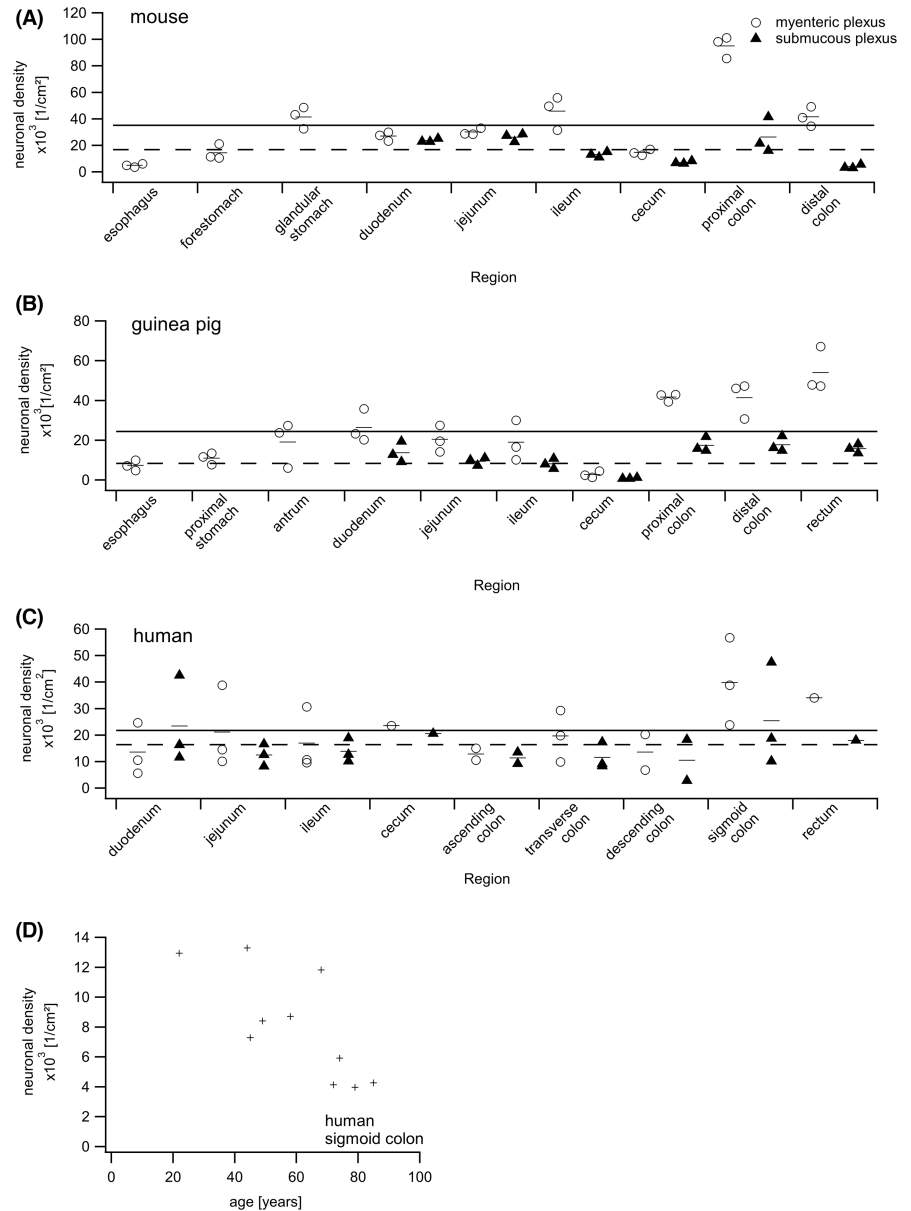 (A)
mouse
myenteric plexus
submucous plexus
neuronal density
x10³ [1/cm²]
120
100
80
60
40
20
0
esophagus
forestomach
glandular
stomach
duodenum
jejunum
ileum
cecum
proximal
colon
distal
colon
Region
(B)
guinea pig
neuronal density
x10³[1/cm²]
80
60
40
20
0
esophagus
proximal
stomach
antrum
duodenum
jejunum
ileum
cecum
proximal
colon
distal
colon
rectum
Region
(C)
human
neuronal density
x10³ [1/cm²]
60
50
40
30
20
10
0
duodenum
jejunum
ileum
cecum
ascending
colon
transverse
colon
descending
colon
sigmoid
colon
rectum
Region
(D)
neuronal density
x10³ [1/cm²]
14
12
10
8
6
4
2
0
human
sigmoid colon
0 20 40 60 80 100
age [years]